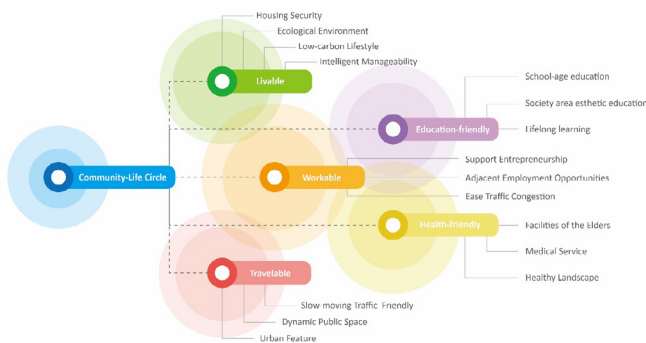 Housing Security
Ecological Environment
Low-carbon Lifestyle
Intelligent Manageability
Livable
School-age education
Society area esthetic education
Education-friendly
Lifelong learning
Support Entrepreneurship
Community-Life Circle
Workable
Adjacent Employment Opportunities
Ease Traffic Congestion
Health-friendly
Facilities of the Elders
Medical Service
Travelable
Healthy Landscape
Slow-moving Traffic Friendly
Dynamic Public Space
Urban Feature